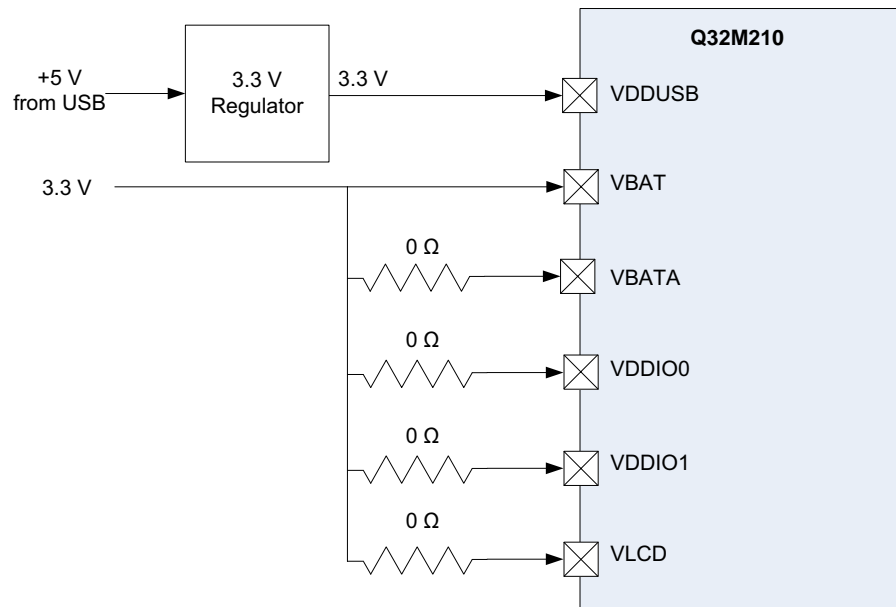 Q32M210
+5 V
from USB
3.3 V
Regulator
3.3 V
VDDUSB
3.3 V
VBAT
0 Ω
VBATA
0 Ω
VDDIO0
0 Ω
VDDIO1
0 Ω
VLCD